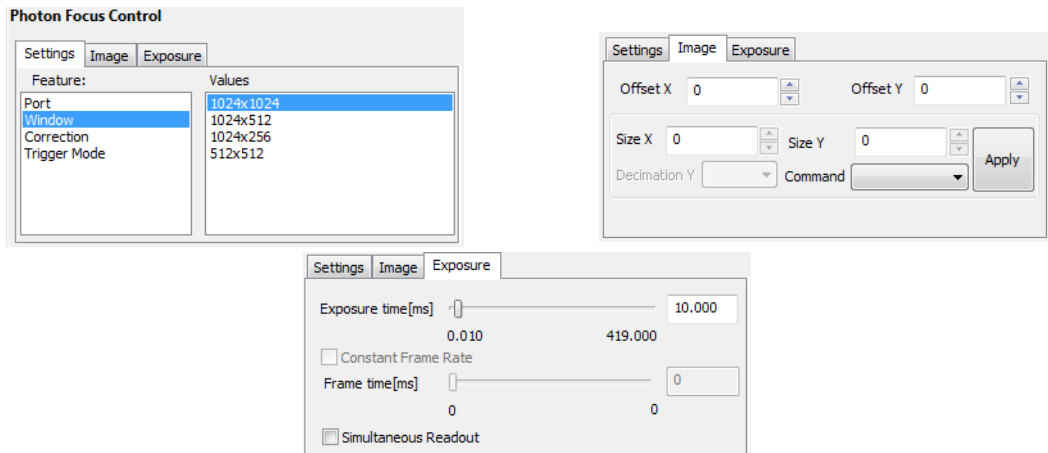 Photon Focus Control
Settings Image Exposure
Feature: Values
Port 1024x1024
Window 1024x512
Correction 1024x256
Trigger Mode 512x512
Settings Image Exposure
Offset X 0 Offset Y 0
Size X 0 Size Y 0
Apply
Decimation Y Command
Settings Image Exposure
Exposure time[ms] 10.000
0.010 419.000
Constant Frame Rate
Frame time[ms] 0
0 0
Simultaneous Readout